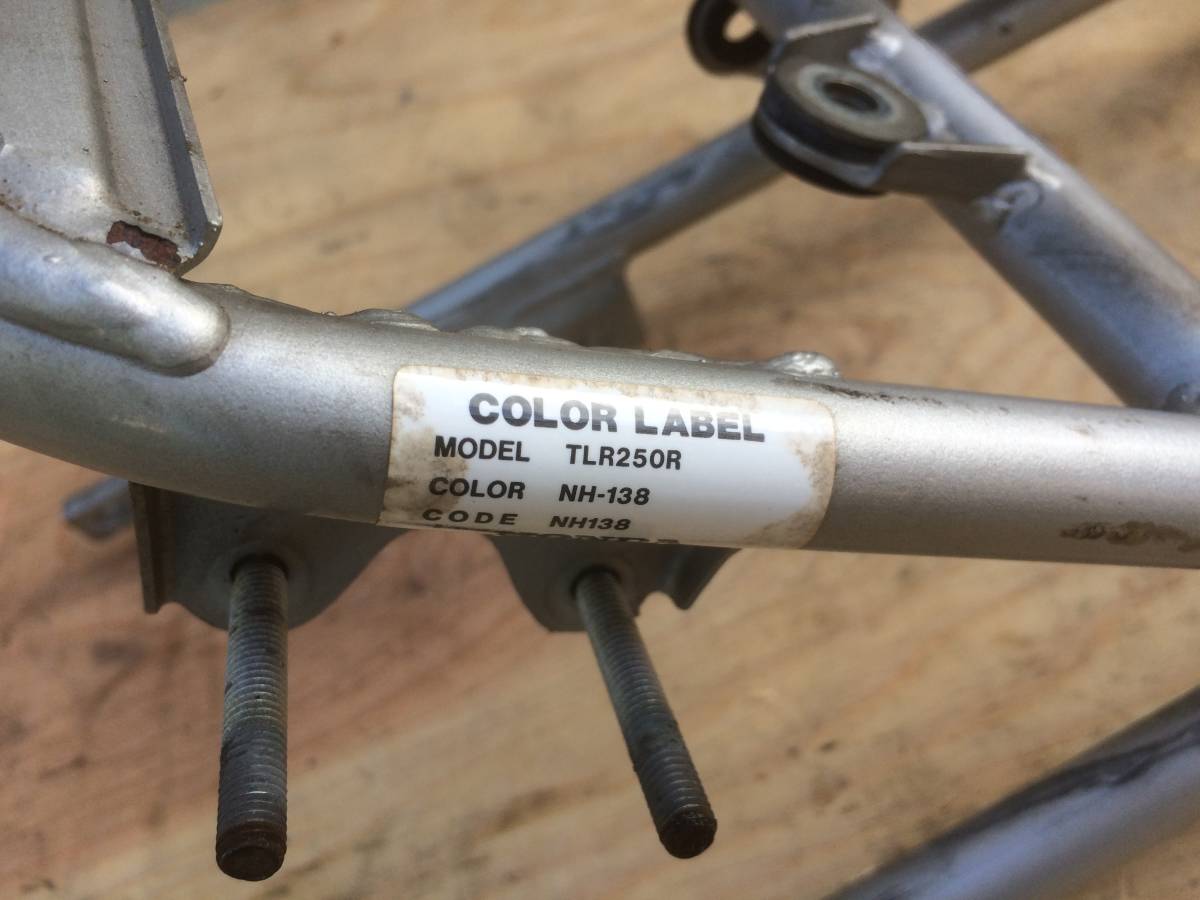 COLOR LABEL
MODEL TLR250R
COLOR NH-138
CODE NH138